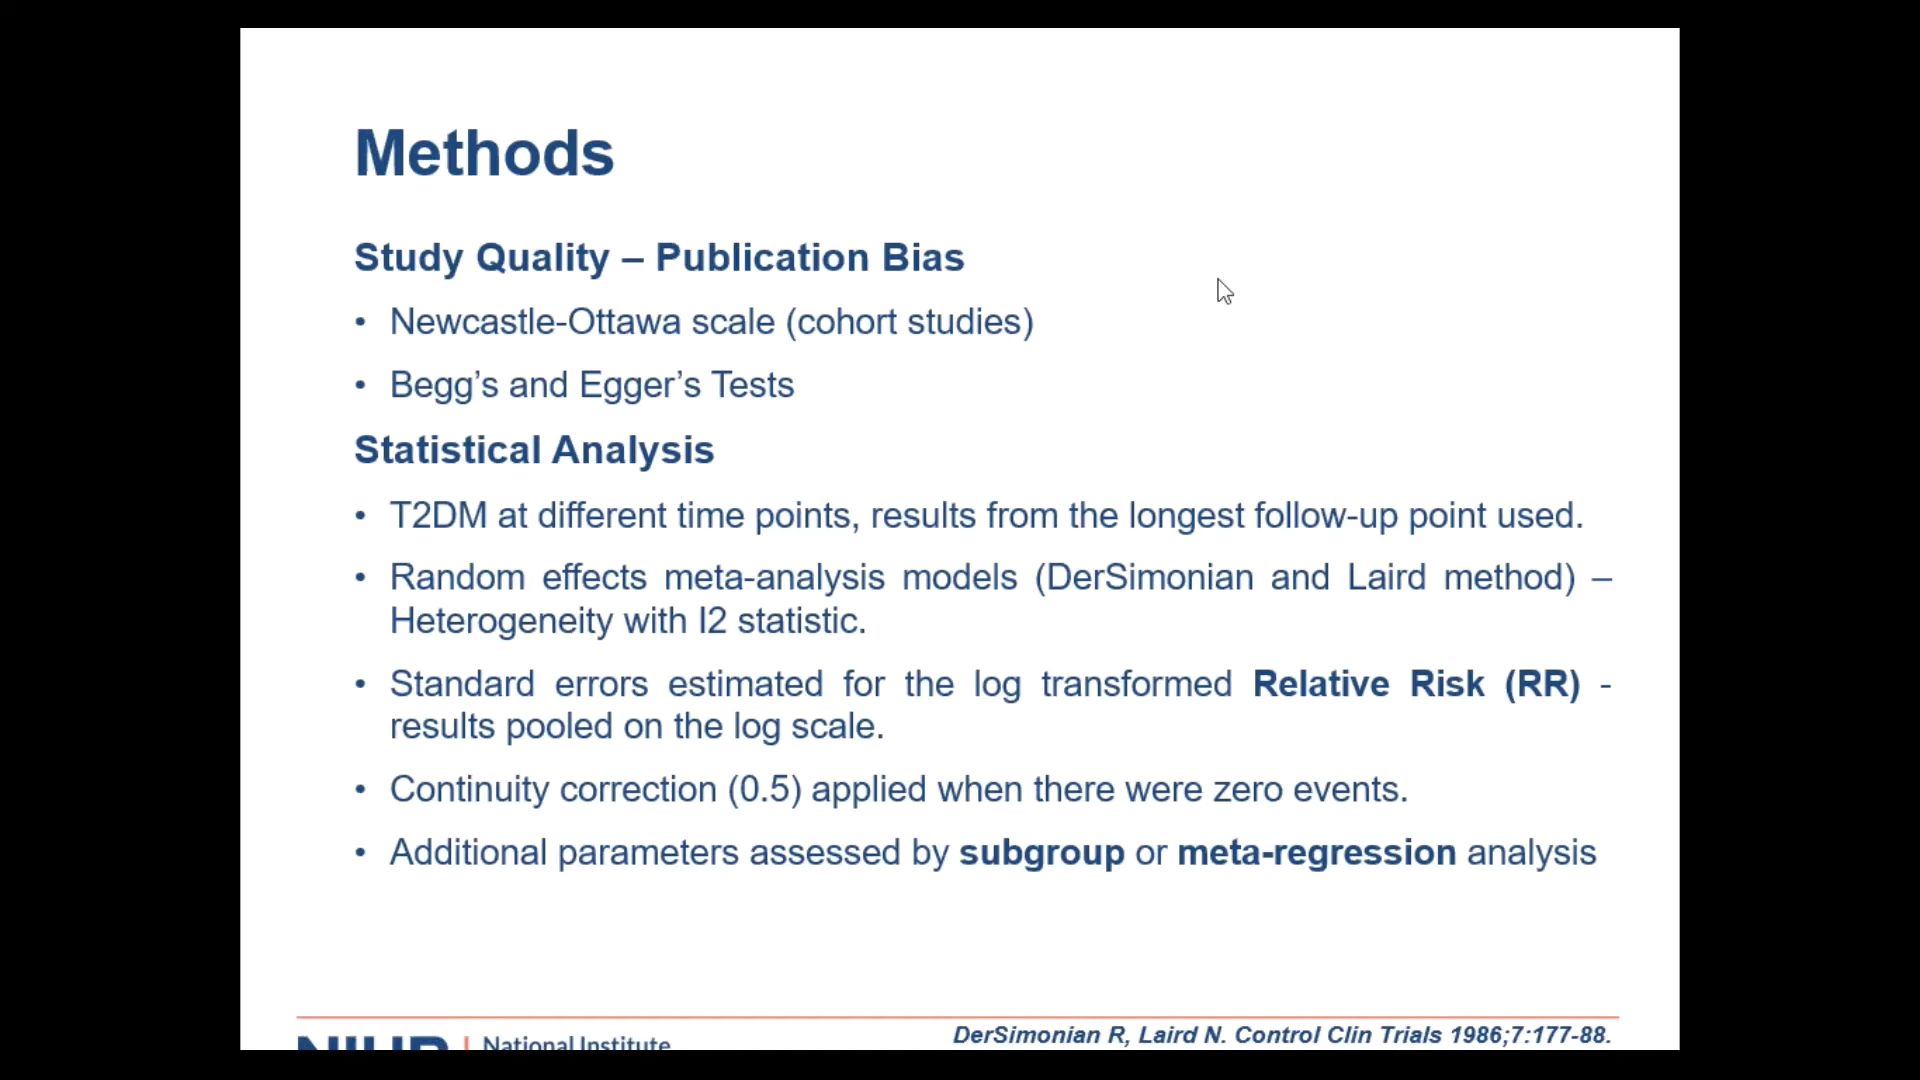 Methods
Study Quality – Publication Bias
• Newcastle-Ottawa scale (cohort studies)
• Begg’s and Egger’s Tests
Statistical Analysis
• T2DM at different time points, results from the longest follow-up point used.
• Random effects meta-analysis models (DerSimonian and Laird method) –
Heterogeneity with I2 statistic.
• Standard errors estimated for the log transformed Relative Risk (RR) -
results pooled on the log scale.
• Continuity correction (0.5) applied when there were zero events.
• Additional parameters assessed by subgroup or meta-regression analysis
NIHR | National Institute
DerSimonian R, Laird N. Control Clin Trials 1986;7:177-88.